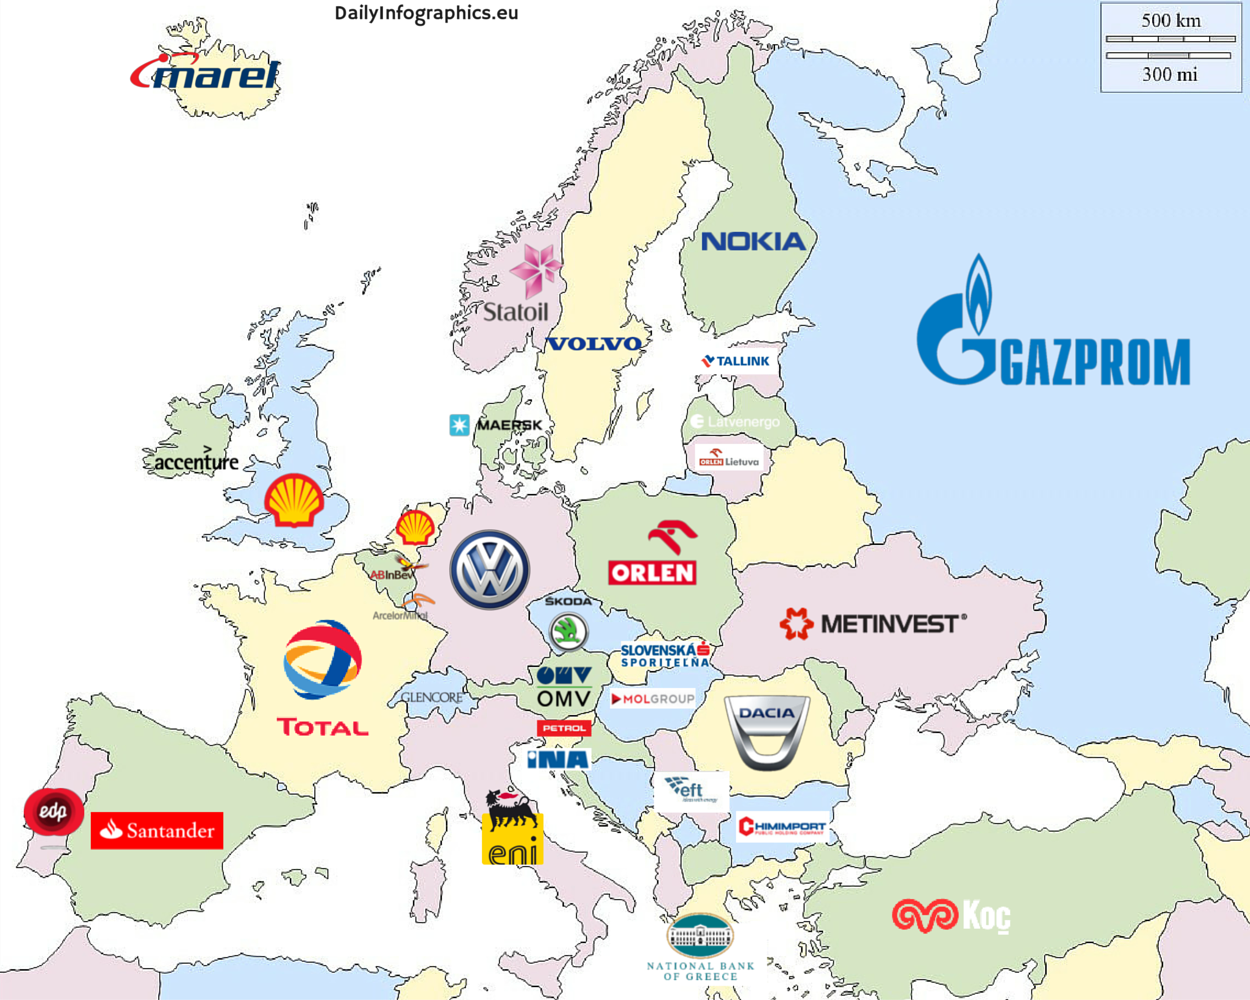 DailyInfographics.eu
500 km
300 mi
marel
NOKIA
Statoil
GAZPROM
VOLVO
TALLINK
Latvenergo
MAERSK
accenture
ORLEN Lietuva
ABInBev
ORLEN
ŠKODA
ArcelorMittal
METINVEST®
SLOVENSKÁ
SPORITEĽŇA
OMV
OMV
GLENCORE
MOLGROUP
TOTAL
DACIA
PETROL
INA
eft
edp
Santander
CHIMIMPORT
PUBLIC HOLDING COMPANY
eni
Koç
NATIONAL BANK
OF GREECE